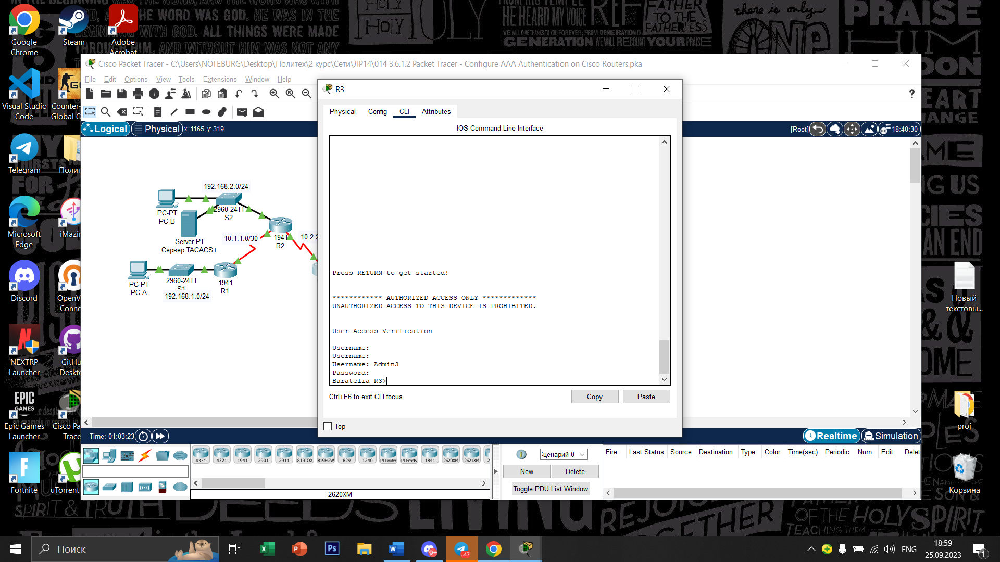 Google
Chrome
Steam
Adobe
Acrobat
Visual Studio
Code
Counter-
Global O
Telegram
Полит
Microsoft
Edge
iMazin
Discord
OpenV
Conne
NEXTRP
Launcher
GitHu
Deskto
Epic Games
Launcher
Cisco Pa
Trace
Fortnite
uTorrent
Новый
текстовы...
proj
Корзина
Cisco Packet Tracer - C:\Users\NOTEBURG\Desktop\Политех\2 курс\Сети\ЛР14\014 3.6.1.2 Packet Tracer - Configure AAA Authentication on Cisco Routers.pka
File Edit Options View Tools Extensions Window Help
Logical Physical x: 1165, y: 319
[Root] 18:40:30
192.168.2.0/24
PC-PT
PC-B
2960-24TT
S2
Server-PT
Сервер TACACS+
10.1.1.0/30
1941
R2
10.2.2
PC-PT
PC-A
2960-24TT
S1
192.168.1.0/24
1941
R1
R3
Physical Config CLI Attributes
IOS Command Line Interface
Press RETURN to get started!
************ AUTHORIZED ACCESS ONLY *************
UNAUTHORIZED ACCESS TO THIS DEVICE IS PROHIBITED.
User Access Verification
Username:
Username:
Username: Admin3
Password:
Baratelia_R3>
Ctrl+F6 to exit CLI focus
Copy Paste
Top
Time: 01:03:23
Realtime Simulation
4331 4321 1941 2901 2911 819IOX 819HGW 829 1240 PT-Router PT-Empty 1841 2620XM 2621XM 2
2620XM
Сценарий 0
New Delete
Toggle PDU List Window
Fire Last Status Source Destination Type Color Time(sec) Periodic Num Edit Delet
Поиск
9+
47
ENG
18:59
25.09.2023
1